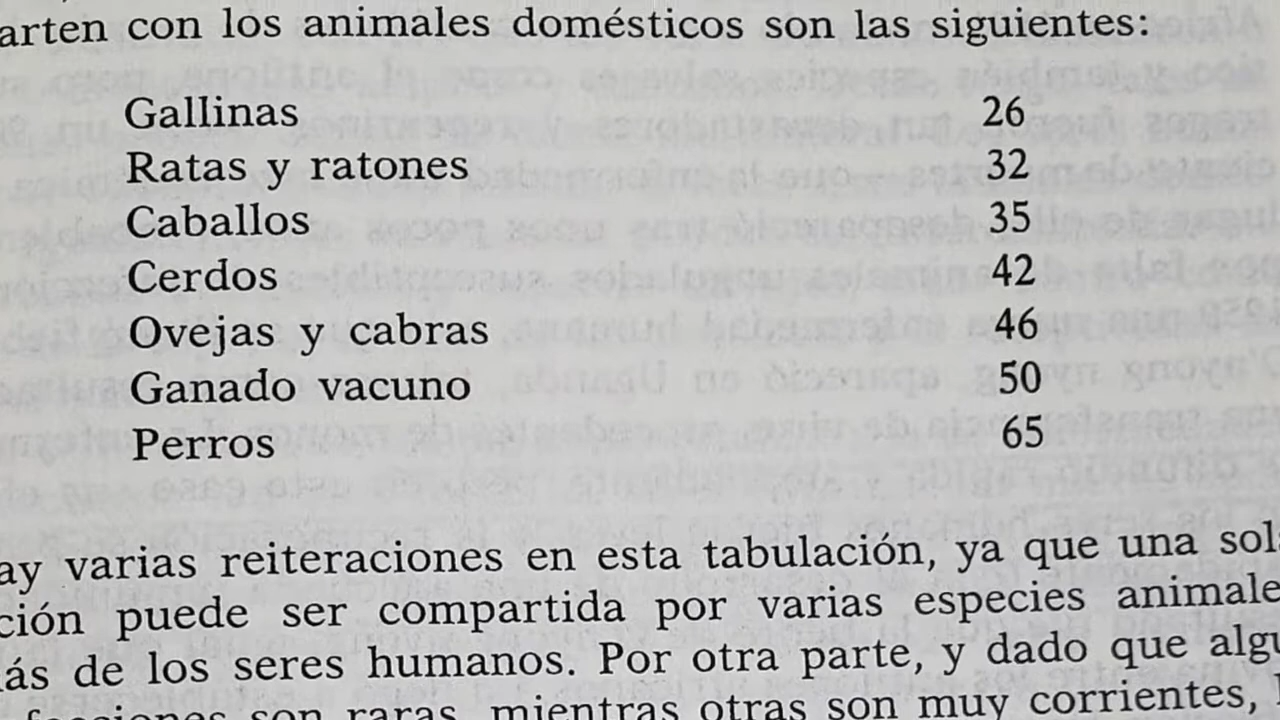 arten con los animales domésticos son las siguientes:
Gallinas 26
Ratas y ratones 32
Caballos 35
Cerdos 42
Ovejas y cabras 46
Ganado vacuno 50
Perros 65
ay varias reiteraciones en esta tabulación, ya que una sol
ción puede ser compartida por varias especies animale
ás de los seres humanos. Por otra parte, y dado que algu
son raras, mientras otras son muy corrientes,